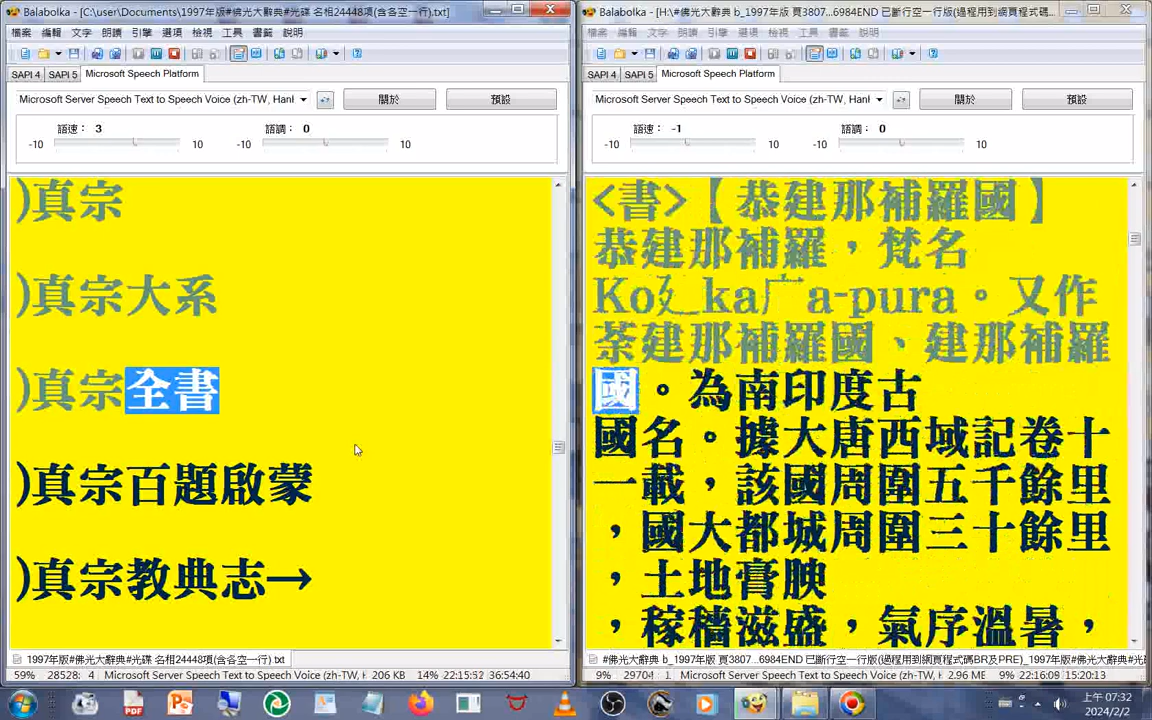 Balabolka - [C:\user\Documents\1997年版#佛光大辭典#光碟 名相24448項(含各空一行).txt]
檔案 編輯 文字 朗讀 引擎 選項 檢視 工具 書籤 說明
SAPI 4 SAPI 5 Microsoft Speech Platform
Microsoft Server Speech Text to Speech Voice (zh-TW, Hanl 關於 預設
語速： 3 語調： 0
-10 10 -10 10
)真宗
)真宗大系
)真宗全書
)真宗百題啟蒙
)真宗教典志→
1997年版#佛光大辭典#光碟 名相24448項(含各空一行).txt
59% 28528: 4 Microsoft Server Speech Text to Speech Voice (zh-TW, H 206 KB 14% 22:15:52 36:54:40
Balabolka - [H:\#佛光大辭典 b_1997年版 頁3807...6984END 已斷行空一行版(過程用到網頁程式碼
檔案 編輯 文字 朗讀 引擎 選項 檢視 工具 書籤 說明
SAPI 4 SAPI 5 Microsoft Speech Platform
Microsoft Server Speech Text to Speech Voice (zh-TW, Hanl 關於 預設
語速： -1 語調： 0
-10 10 -10 10
<書>【恭建那補羅國】
恭建那補羅，梵名
Ko廴ka广a-pura。又作
荼建那補羅國、建那補羅
國。為南印度古
國名。據大唐西域記卷十
一載，該國周圍五千餘里
，國大都城周圍三十餘里
，土地膏腴
，稼穡滋盛，氣序溫暑，
#佛光大辭典 b_1997年版 頁3807...6984END 已斷行空一行版(過程用到網頁程式碼BR及PRE)_1997年版#佛光
9% 29704: 1 Microsoft Server Speech Text to Speech Voice (zh-TW, H 2.96 MB 9% 22:16:09 15:20:13
上午 07:32
2024/2/2